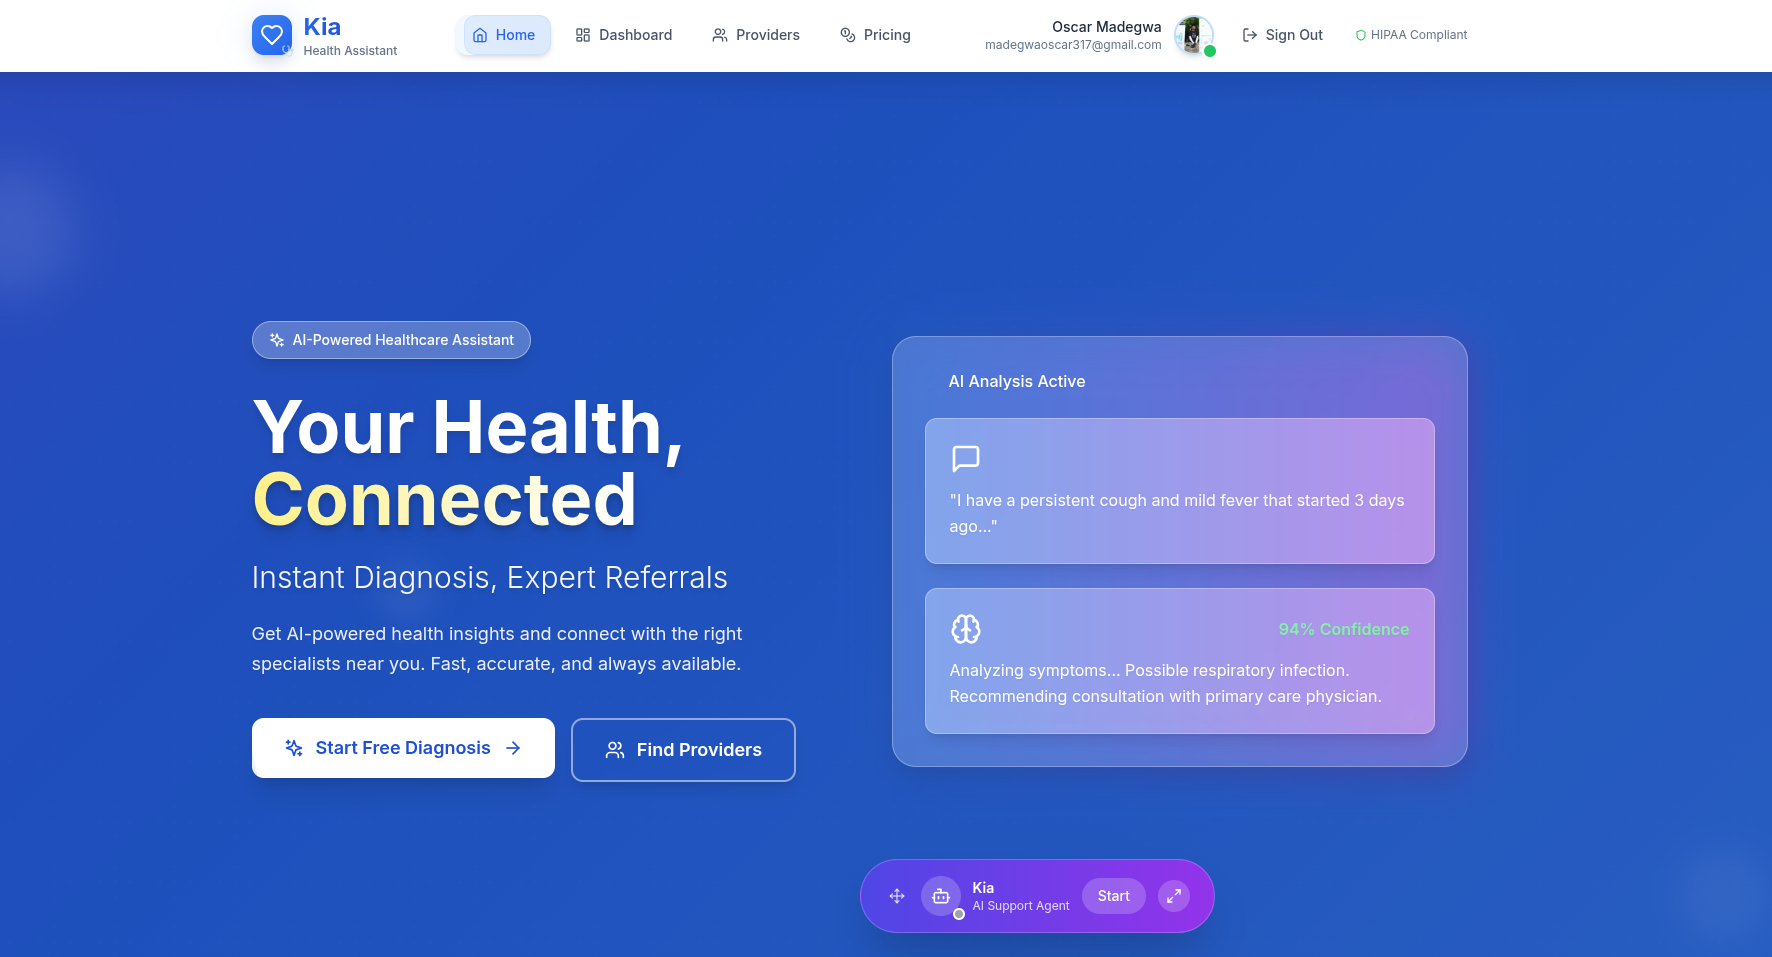 Kia
Health Assistant
Home
Dashboard
Providers
Pricing
Oscar Madegwa
madegwaoscar317@gmail.com
Sign Out
HIPAA Compliant
AI-Powered Healthcare Assistant
Your Health,
Connected
Instant Diagnosis, Expert Referrals
Get AI-powered health insights and connect with the right
specialists near you. Fast, accurate, and always available.
Start Free Diagnosis
Find Providers
AI Analysis Active
"I have a persistent cough and mild fever that started 3 days
ago..."
94% Confidence
Analyzing symptoms... Possible respiratory infection.
Recommending consultation with primary care physician.
Kia
AI Support Agent
Start